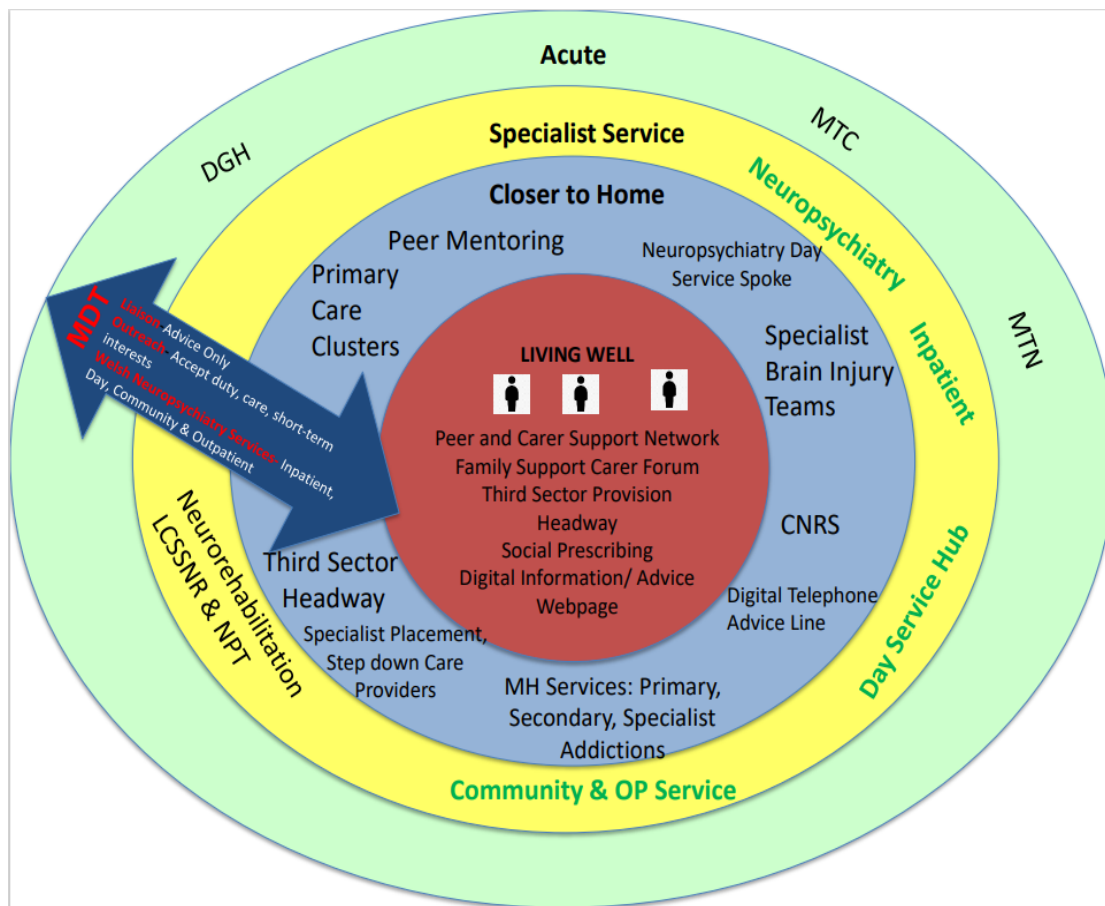 Acute
DGH
MTC
MTN
Specialist Service
Neuropsychiatry
Inpatient
Day Service Hub
Community & OP Service
Neurorehabilitation
LCSSNR & NPT
Closer to Home
Peer Mentoring
Primary
Care
Clusters
Neuropsychiatry Day
Service Spoke
Specialist
Brain Injury
Teams
CNRS
Digital Telephone
Advice Line
MH Services: Primary,
Secondary, Specialist
Addictions
Specialist Placement,
Step down Care
Providers
Third Sector
Headway
MDT
Liaison- Advice Only
Outreach- Accept duty, care, short-term
interests
Welsh Neuropsychiatry Services- Inpatient,
Day, Community & Outpatient
LIVING WELL
Peer and Carer Support Network
Family Support Carer Forum
Third Sector Provision
Headway
Social Prescribing
Digital Information/ Advice
Webpage